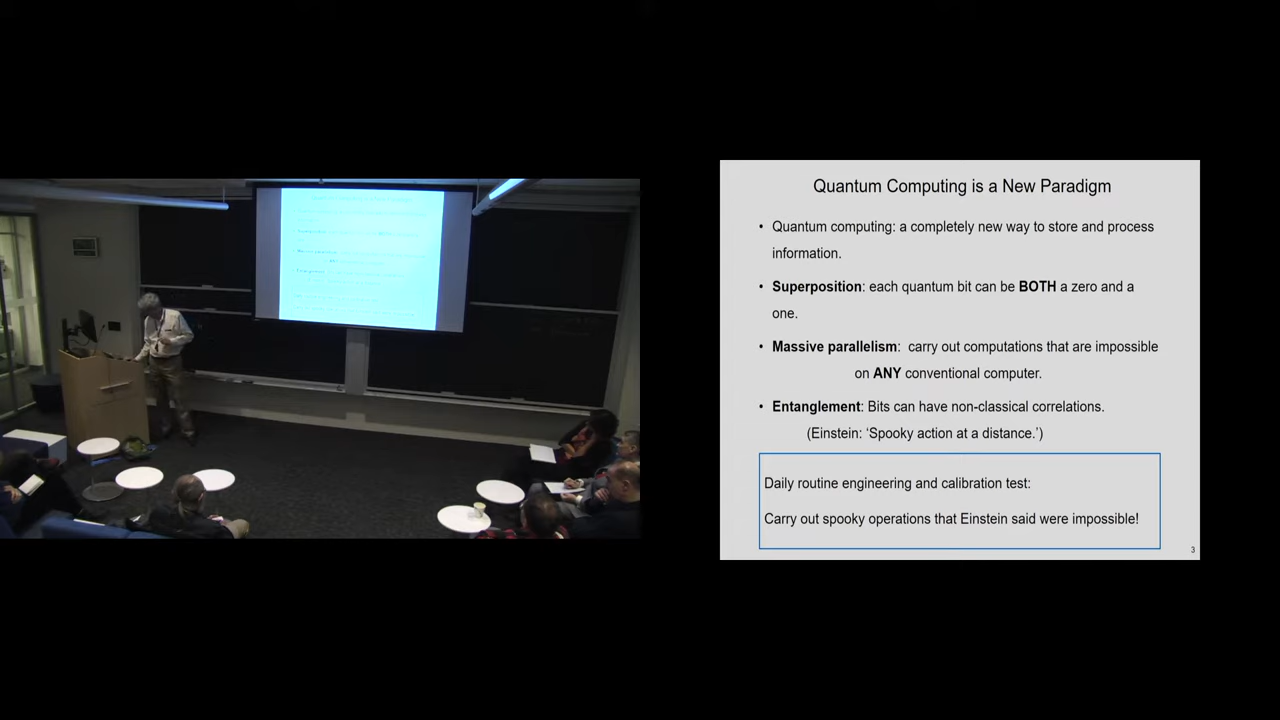 Quantum Computing is a New Paradigm
• Quantum computing: a completely new way to store and process
information.
• Superposition: each quantum bit can be BOTH a zero and a
one.
• Massive parallelism: carry out computations that are impossible
on ANY conventional computer.
• Entanglement: Bits can have non-classical correlations.
(Einstein: ‘Spooky action at a distance.’)
Daily routine engineering and calibration test:
Carry out spooky operations that Einstein said were impossible!
3